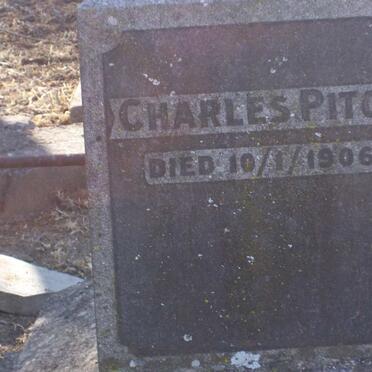 CHARLES PITC
DIED 10/1/1906